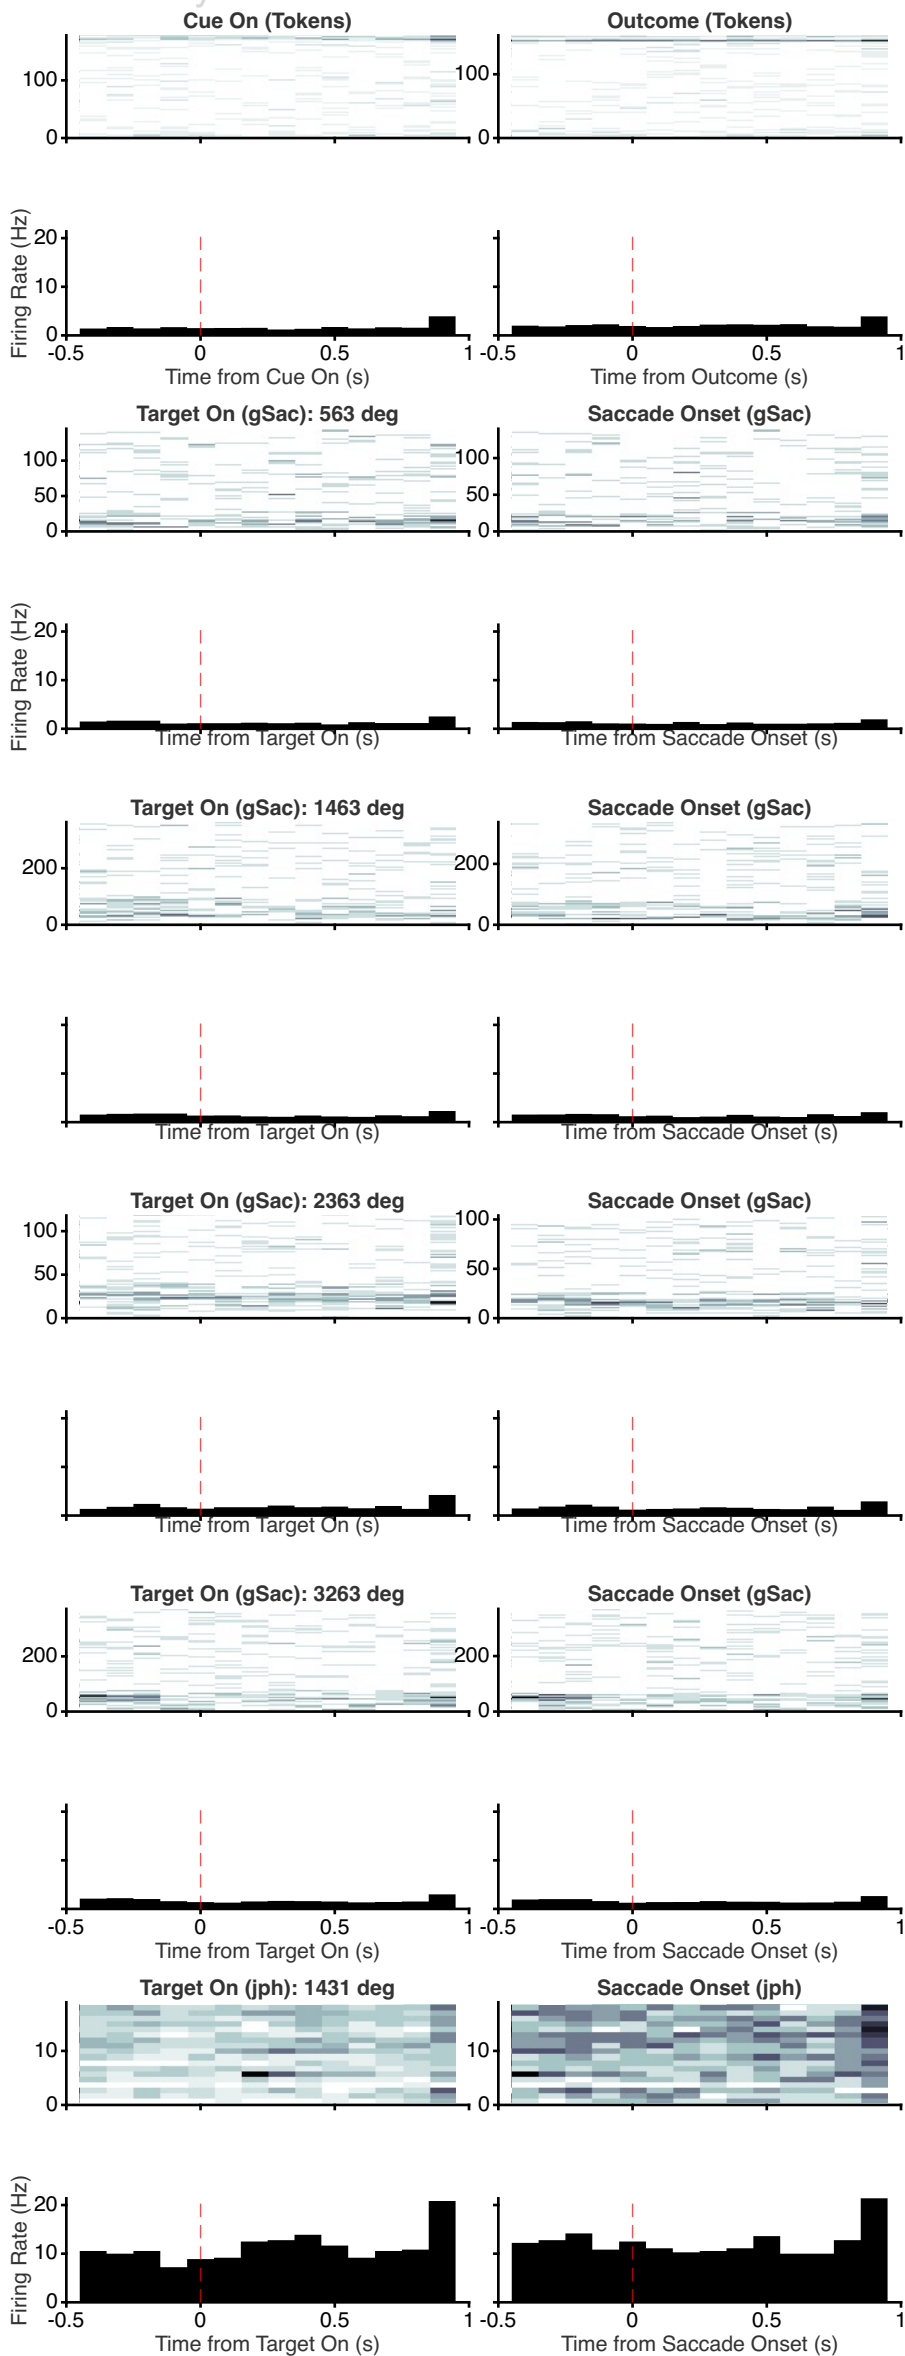 Cue On (Tokens)
Outcome (Tokens)
100
0
100
0
Firing Rate (Hz)
20
10
0
-0.5
0
0.5
1
-0.5
0
0.5
1
Time from Cue On (s)
Time from Outcome (s)
Target On (gSac): 563 deg
Saccade Onset (gSac)
100
50
0
100
50
0
Firing Rate (Hz)
20
10
0
Time from Target On (s)
Time from Saccade Onset (s)
Target On (gSac): 1463 deg
Saccade Onset (gSac)
200
0
200
0
Time from Target On (s)
Time from Saccade Onset (s)
Target On (gSac): 2363 deg
Saccade Onset (gSac)
100
50
0
100
50
0
Time from Target On (s)
Time from Saccade Onset (s)
Target On (gSac): 3263 deg
Saccade Onset (gSac)
200
0
200
0
-0.5
0
0.5
1
-0.5
0
0.5
1
Time from Target On (s)
Time from Saccade Onset (s)
Target On (jph): 1431 deg
Saccade Onset (jph)
10
0
10
0
Firing Rate (Hz)
20
10
0
-0.5
0
0.5
1
-0.5
0
0.5
1
Time from Target On (s)
Time from Saccade Onset (s)